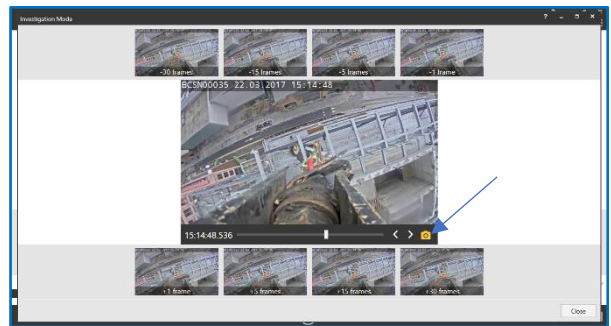 Investigation Mode
-30 frames -15 frames -5 frames -1 frame
BCSN00035 22.03.2017 15:14:48
15:14:48.536
+1 frame +5 frames +15 frames +30 frames
Close